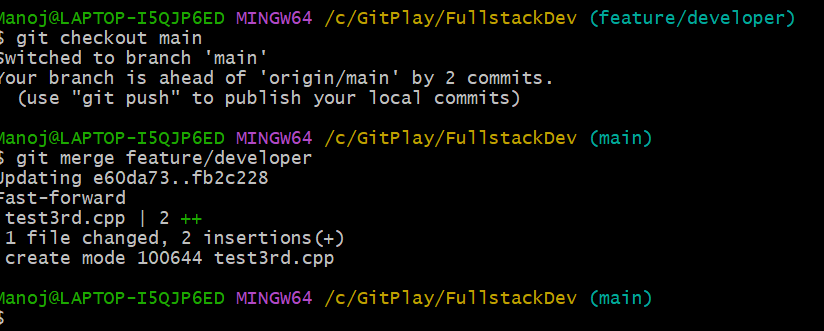 Manoj@LAPTOP-I5QJP6ED MINGW64 /c/GitPlay/FullstackDev (feature/developer)
$ git checkout main
Switched to branch 'main'
Your branch is ahead of 'origin/main' by 2 commits.
(use "git push" to publish your local commits)
Manoj@LAPTOP-I5QJP6ED MINGW64 /c/GitPlay/FullstackDev (main)
$ git merge feature/developer
Updating e60da73..fb2c228
Fast-forward
test3rd.cpp | 2 ++
1 file changed, 2 insertions(+)
create mode 100644 test3rd.cpp
Manoj@LAPTOP-I5QJP6ED MINGW64 /c/GitPlay/FullstackDev (main)
$